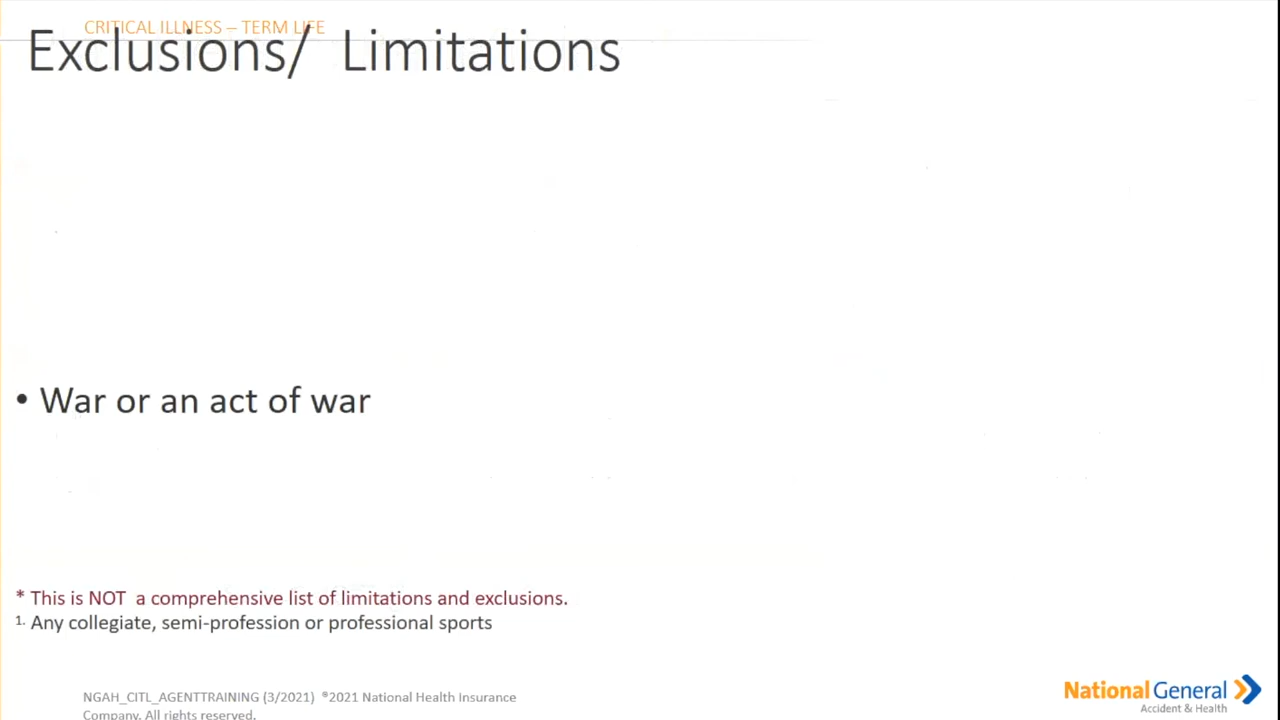 CRITICAL ILLNESS – TERM LIFE
Exclusions/ Limitations
• War or an act of war
* This is NOT a comprehensive list of limitations and exclusions.
1. Any collegiate, semi-profession or professional sports
NGAH_CITL_AGENTTRAINING (3/2021) ®2021 National Health Insurance
Company. All rights reserved.
National General
Accident & Health